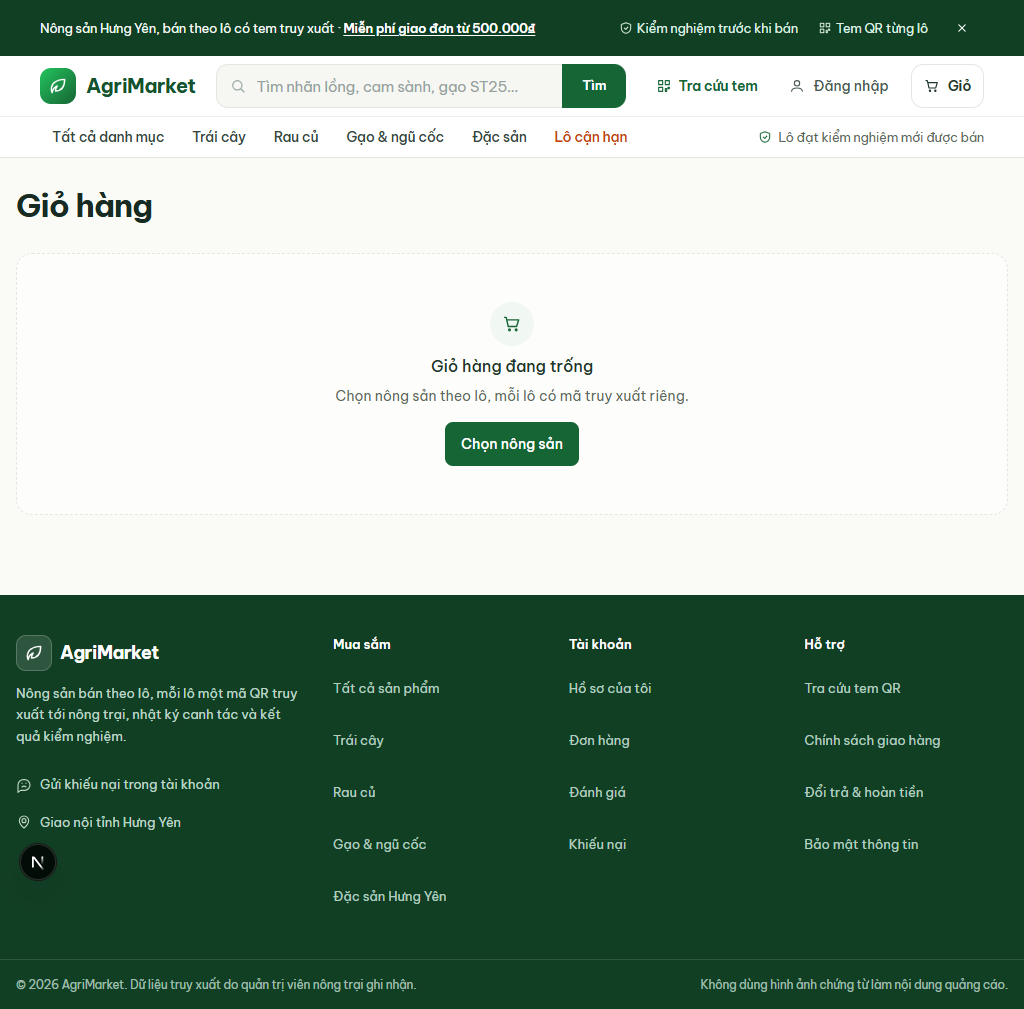 Nông sản Hưng Yên, bán theo lô có tem truy xuất · Miễn phí giao đơn từ 500.000₫
Kiểm nghiệm trước khi bán
Tem QR từng lô
AgriMarket
Tìm nhãn lồng, cam sành, gạo ST25...
Tìm
Tra cứu tem
Đăng nhập
Giỏ
Tất cả danh mục
Trái cây
Rau củ
Gạo & ngũ cốc
Đặc sản
Lô cận hạn
Lô đạt kiểm nghiệm mới được bán
Giỏ hàng
Giỏ hàng đang trống
Chọn nông sản theo lô, mỗi lô có mã truy xuất riêng.
Chọn nông sản
AgriMarket
Nông sản bán theo lô, mỗi lô một mã QR truy
xuất tới nông trại, nhật ký canh tác và kết
quả kiểm nghiệm.
Gửi khiếu nại trong tài khoản
Giao nội tỉnh Hưng Yên
N
Mua sắm
Tất cả sản phẩm
Trái cây
Rau củ
Gạo & ngũ cốc
Đặc sản Hưng Yên
Tài khoản
Hồ sơ của tôi
Đơn hàng
Đánh giá
Khiếu nại
Hỗ trợ
Tra cứu tem QR
Chính sách giao hàng
Đổi trả & hoàn tiền
Bảo mật thông tin
© 2026 AgriMarket. Dữ liệu truy xuất do quản trị viên nông trại ghi nhận.
Không dùng hình ảnh chứng từ làm nội dung quảng cáo.